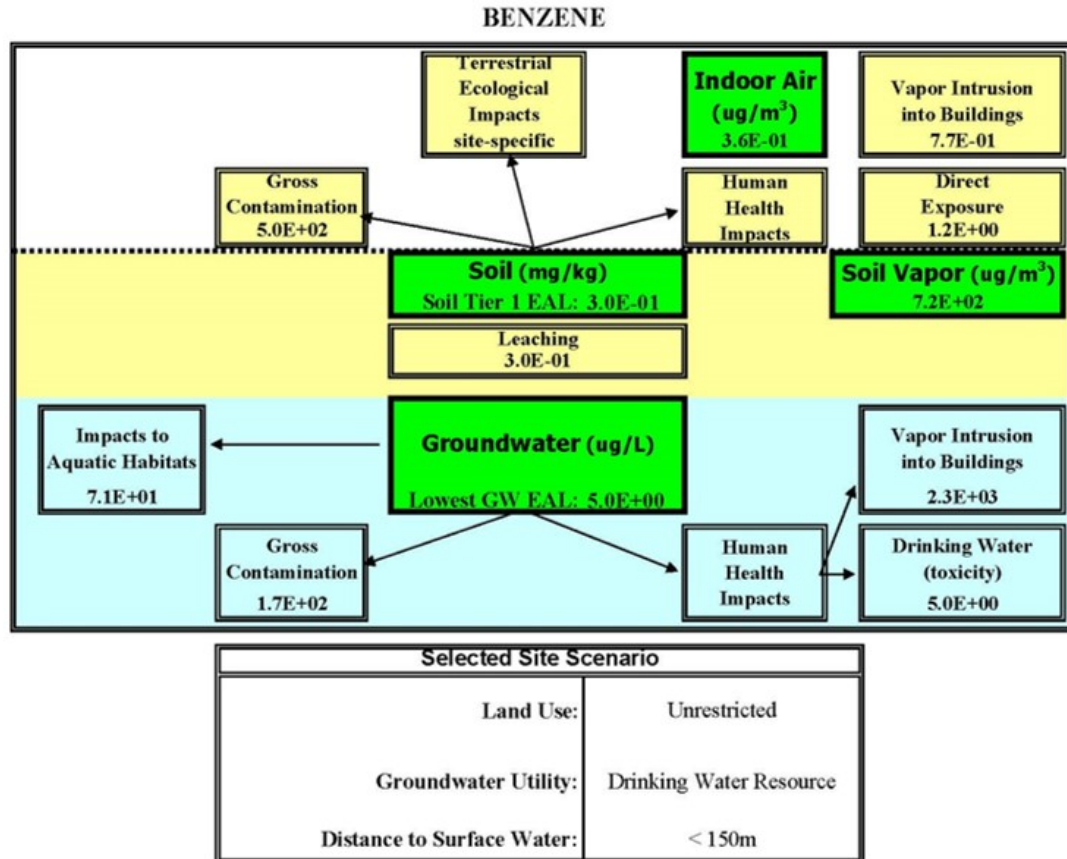 BENZENE
Terrestrial
Ecological
Impacts
site-specific
Indoor Air
(ug/m³)
3.6E-01
Vapor Intrusion
into Buildings
7.7E-01
Gross
Contamination
5.0E+02
Human
Health
Impacts
Direct
Exposure
1.2E+00
Soil (mg/kg)
Soil Tier 1 EAL: 3.0E-01
Soil Vapor (ug/m³)
7.2E+02
Leaching
3.0E-01
Impacts to
Aquatic Habitats
7.1E+01
Groundwater (ug/L)
Lowest GW EAL: 5.0E+00
Vapor Intrusion
into Buildings
2.3E+03
Gross
Contamination
1.7E+02
Human
Health
Impacts
Drinking Water
(toxicity)
5.0E+00
Selected Site Scenario
Land Use: Unrestricted
Groundwater Utility: Drinking Water Resource
Distance to Surface Water: < 150m